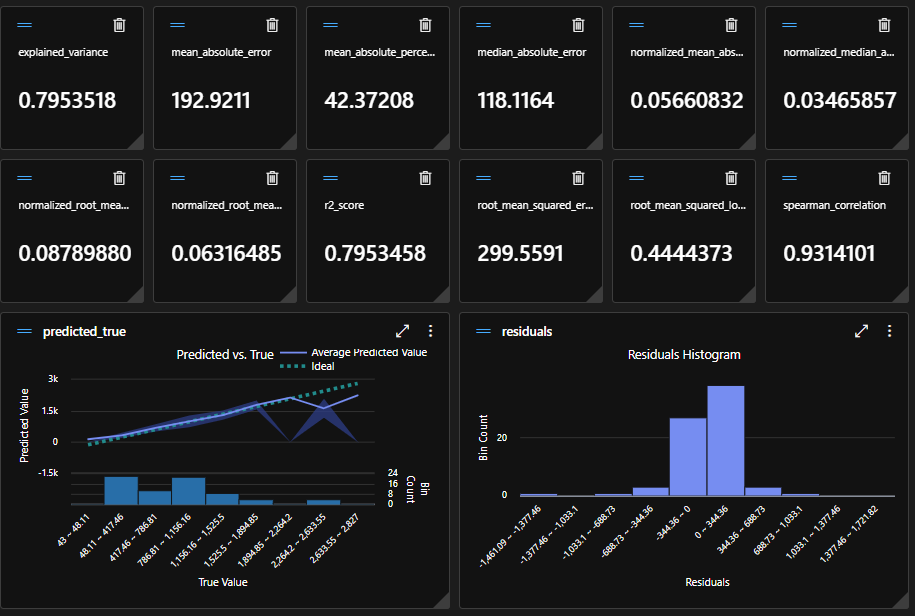 explained_variance
0.7953518
mean_absolute_error
192.9211
mean_absolute_perce...
42.37208
median_absolute_error
118.1164
normalized_mean_abs...
0.05660832
normalized_median_a...
0.03465857
normalized_root_mea...
0.08789880
normalized_root_mea...
0.06316485
r2_score
0.7953458
root_mean_squared_er...
299.5591
root_mean_squared_lo...
0.4444373
spearman_correlation
0.9314101
predicted_true
Predicted vs. True
Average Predicted Value
Ideal
Predicted Value
3k
1.5k
0
-1.5k
24
16
8
0
Bin
Count
43 ~ 48.11
48.11 ~ 417.46
417.46 ~ 786.81
786.81 ~ 1,156.16
1,156.16 ~ 1,525.5
1,525.5 ~ 1,894.85
1,894.85 ~ 2,264.2
2,264.2 ~ 2,633.55
2,633.55 ~ 2,827
True Value
residuals
Residuals Histogram
Bin Count
20
0
-1,461.09 ~ -1,377.46
-1,377.46 ~ -1,033.1
-1,033.1 ~ -688.73
-688.73 ~ -344.36
-344.36 ~ 0
0 ~ 344.36
344.36 ~ 688.73
688.73 ~ 1,033.1
1,033.1 ~ 1,377.46
1,377.46 ~ 1,721.82
Residuals